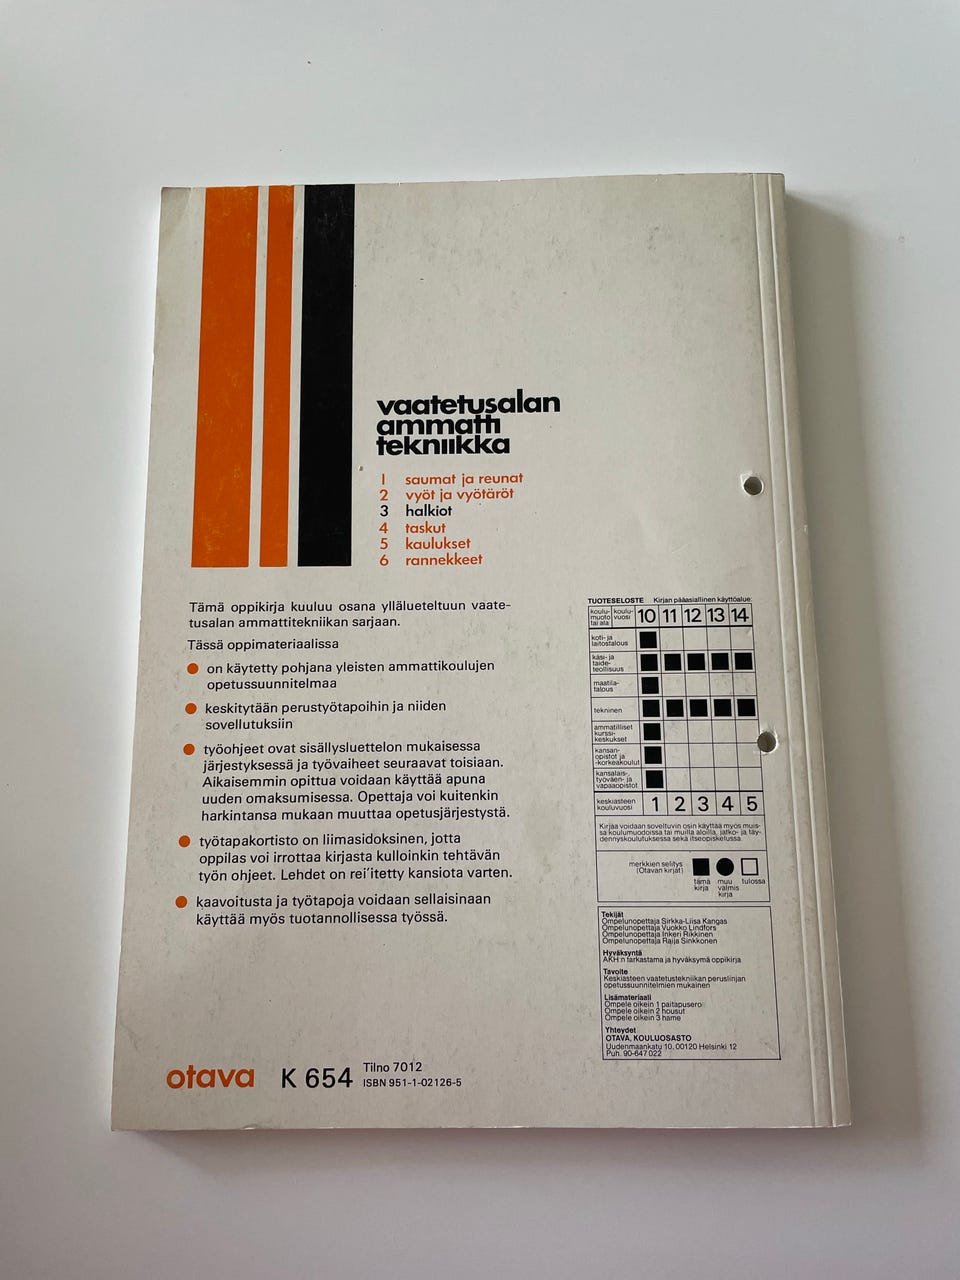 vaatetusalan
ammatti
tekniikka
1 saumat ja reunat
2 vyöt ja vyötäröt
3 halkiot
4 taskut
5 kaulukset
6 rannekkeet
Tämä oppikirja kuuluu osana yllälueteltuun vaate-
tusalan ammattitekniikan sarjaan.
Tässä oppimateriaalissa
on käytetty pohjana yleisten ammattikoulujen
opetussuunnitelmaa
keskitytään perustyötapoihin ja niiden
sovellutuksiin
työohjeet ovat sisällysluettelon mukaisessa
järjestyksessä ja työvaiheet seuraavat toisiaan.
Aikaisemmin opittua voidaan käyttää apuna
uuden omaksumisessa. Opettaja voi kuitenkin
harkintansa mukaan muuttaa opetusjärjestystä.
työtapakortisto on liimasidoksinen, jotta
oppilas voi irrottaa kirjasta kulloinkin tehtävän
työn ohjeet. Lehdet on rei'itetty kansiota varten.
kaavoitusta ja työtapoja voidaan sellaisinaan
käyttää myös tuotannollisessa työssä.
otava K 654 Tilno 7012
ISBN 951-1-02126-5
TUOTESELOSTE Kirjan pääasiallinen käyttöalue:
koulu-
muoto
tai ala
koulu-
vuosi
10 11 12 13 14
koti- ja
laitostalous
käsi- ja
taide-
teollisuus
maatila-
talous
tekninen
ammatilliset
kurssi-
keskukset
kansan-
opistot ja
-korkeakoulut
kansalais-,
työväen- ja
vapaaopistot
keskiasteen
kouluvuosi
1 2 3 4 5
Kirjaa voidaan soveltuvin osin käyttää myös muis-
sa koulumuodoissa tai muilla aloilla, jatko- ja täy-
dennyskoulutuksessa sekä itseopiskelussa.
merkkien selitys
(Otavan kirjat)
tämä
kirja
muu
valmis
kirja
tulossa
Tekijät
Ompelunopettaja Sirkka-Liisa Kangas
Ompelunopettaja Vuokko Lindfors
Ompelunopettaja Inkeri Rikkinen
Ompelunopettaja Raija Sinkkonen
Hyväksyntä
AKH:n tarkastama ja hyväksymä oppikirja
Tavoite
Keskiasteen vaatetustekniikan peruslinjan
opetussuunnitelmien mukainen
Lisämateriaali
Ompele oikein 1 paitapusero
Ompele oikein 2 housut
Ompele oikein 3 hame
Yhteydet
OTAVA, KOULUOSASTO
Uudenmaankatu 10, 00120 Helsinki 12
Puh. 90-647 022